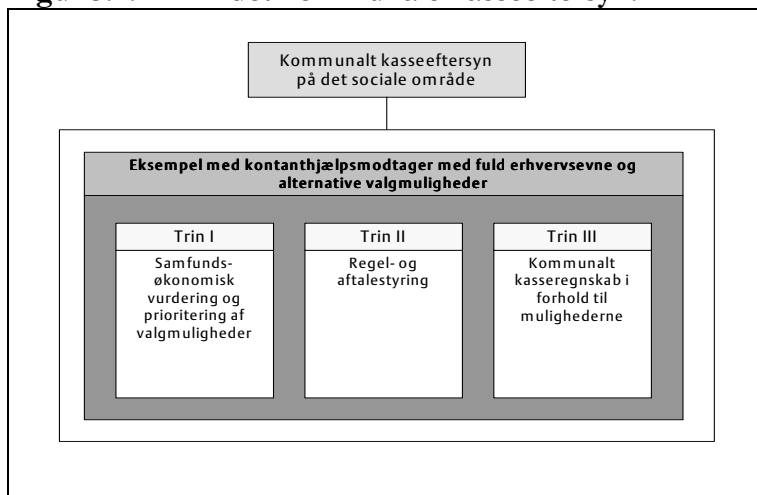 Kommunalt kasseeftersyn
på det sociale område
Eksempel med kontanthjælpsmodtager med fuld erhvervsevne og
alternative valgmuligheder
Trin I
Samfunds-
økonomisk
vurdering og
prioritering af
valgmuligheder
Trin II
Regel- og
aftalestyring
Trin III
Kommunalt
kasseregnskab i
forhold til
mulighederne